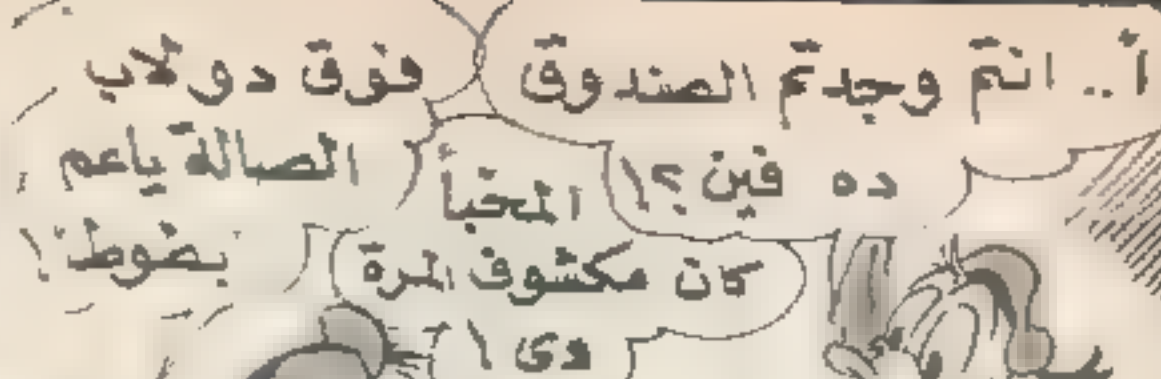 أ.. انتم وجدتم الصندوق
ده فين؟!
فوق دولاب
الصالة ياعم
بطوط!
المخبأ
كان مكشوف المرة
دى!